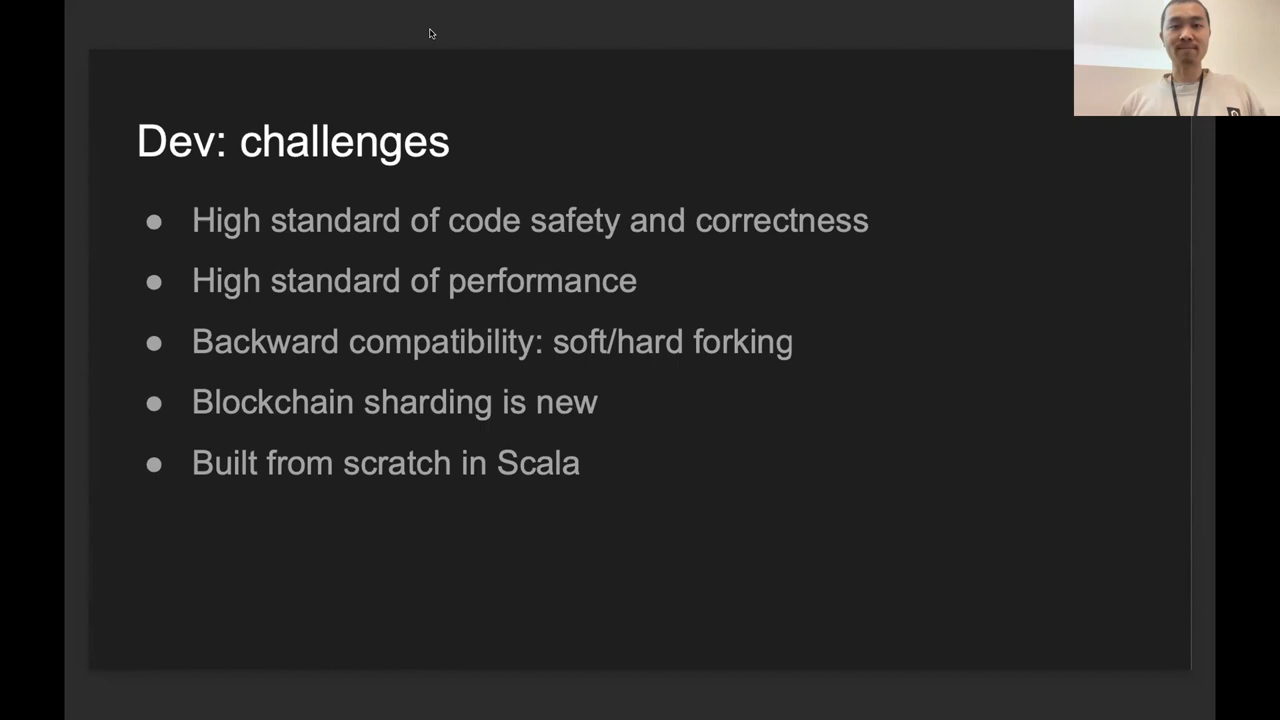 Dev: challenges
● High standard of code safety and correctness
● High standard of performance
● Backward compatibility: soft/hard forking
● Blockchain sharding is new
● Built from scratch in Scala